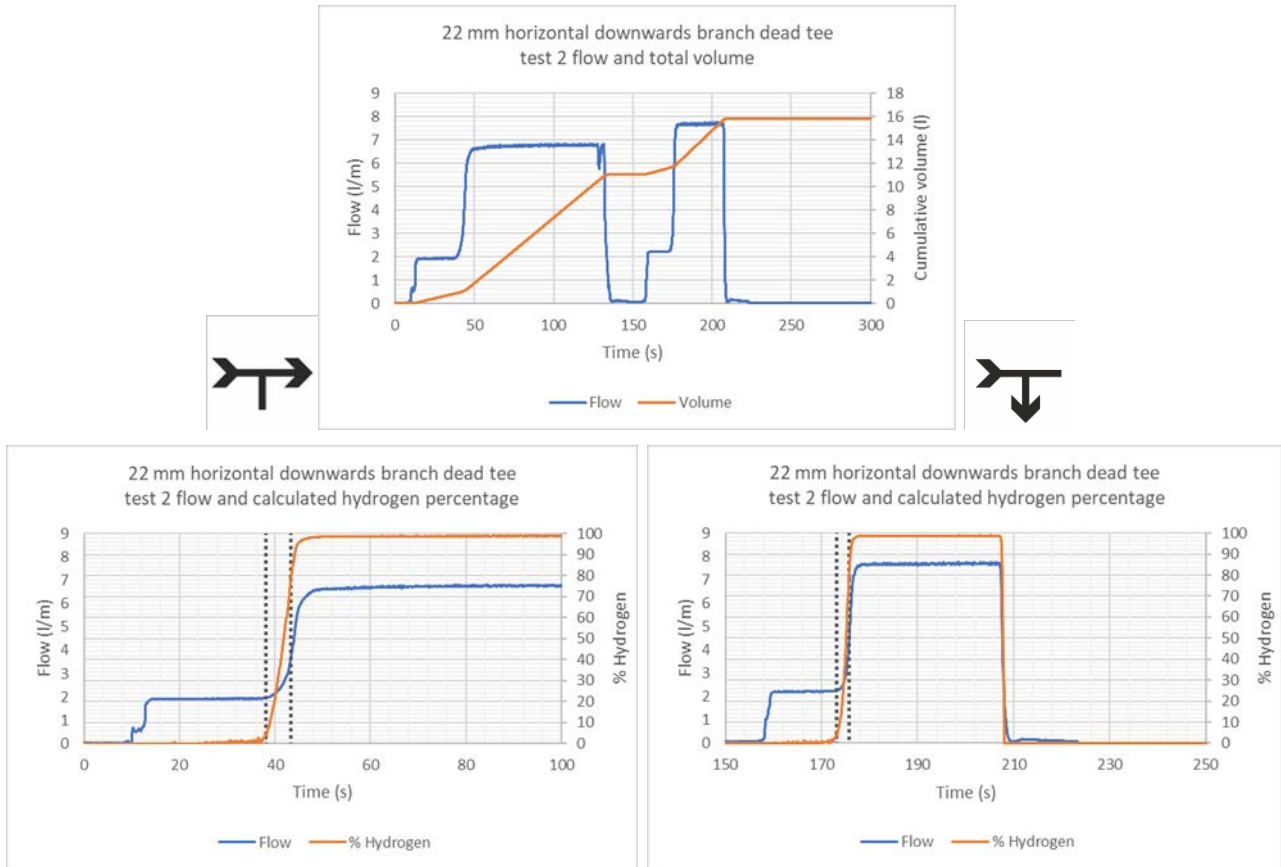 22 mm horizontal downwards branch dead tee
test 2 flow and total volume
Flow (l/m)
9
8
7
6
5
4
3
2
1
0
18
16
14
12
10
8
6
4
2
0
Cumulative volume (l)
0 50 100 150 200 250 300
Time (s)
Flow Volume
22 mm horizontal downwards branch dead tee
test 2 flow and calculated hydrogen percentage
Flow (l/m)
9
8
7
6
5
4
3
2
1
0
100
90
80
70
60
50
40
30
20
10
0
% Hydrogen
0 20 40 60 80 100
Time (s)
Flow % Hydrogen
22 mm horizontal downwards branch dead tee
test 2 flow and calculated hydrogen percentage
Flow (l/m)
9
8
7
6
5
4
3
2
1
0
100
90
80
70
60
50
40
30
20
10
0
% Hydrogen
150 170 190 210 230 250
Time (s)
Flow % Hydrogen